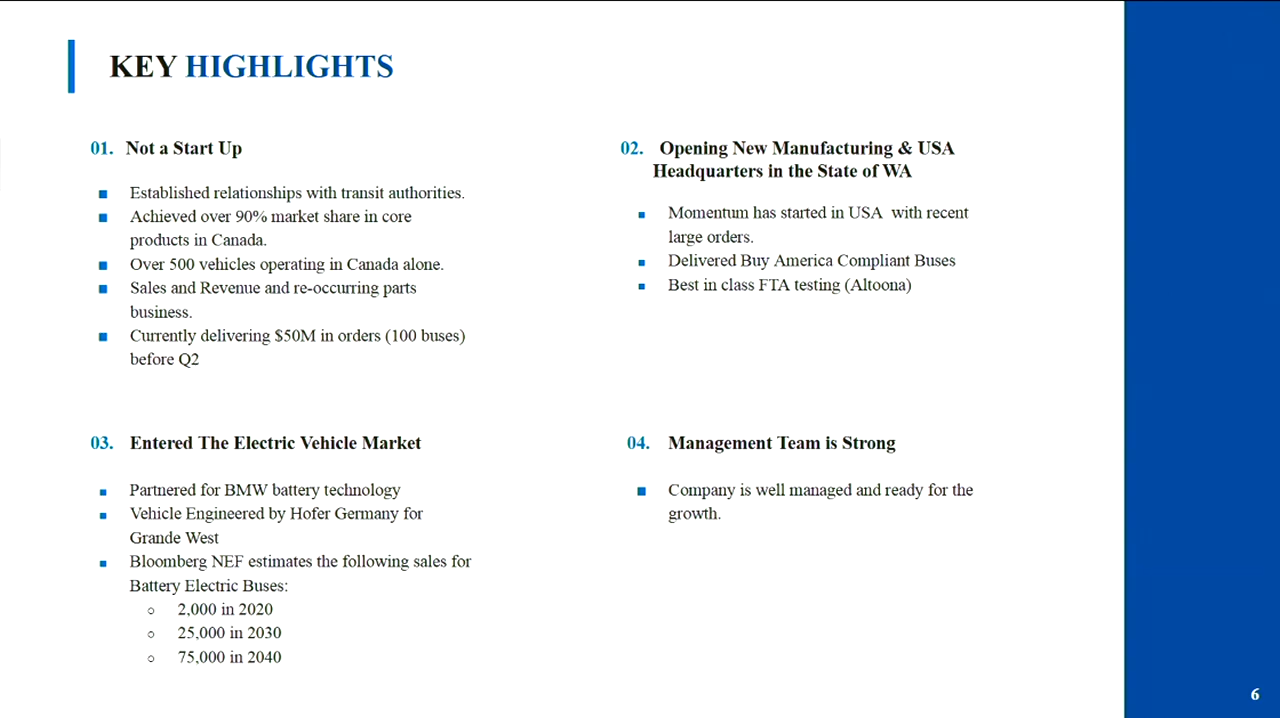 KEY HIGHLIGHTS
01. Not a Start Up
Established relationships with transit authorities.
Achieved over 90% market share in core
products in Canada.
Over 500 vehicles operating in Canada alone.
Sales and Revenue and re-occurring parts
business.
Currently delivering $50M in orders (100 buses)
before Q2
02. Opening New Manufacturing & USA
Headquarters in the State of WA
Momentum has started in USA with recent
large orders.
Delivered Buy America Compliant Buses
Best in class FTA testing (Altoona)
03. Entered The Electric Vehicle Market
Partnered for BMW battery technology
Vehicle Engineered by Hofer Germany for
Grande West
Bloomberg NEF estimates the following sales for
Battery Electric Buses:
2,000 in 2020
25,000 in 2030
75,000 in 2040
04. Management Team is Strong
Company is well managed and ready for the
growth.
6